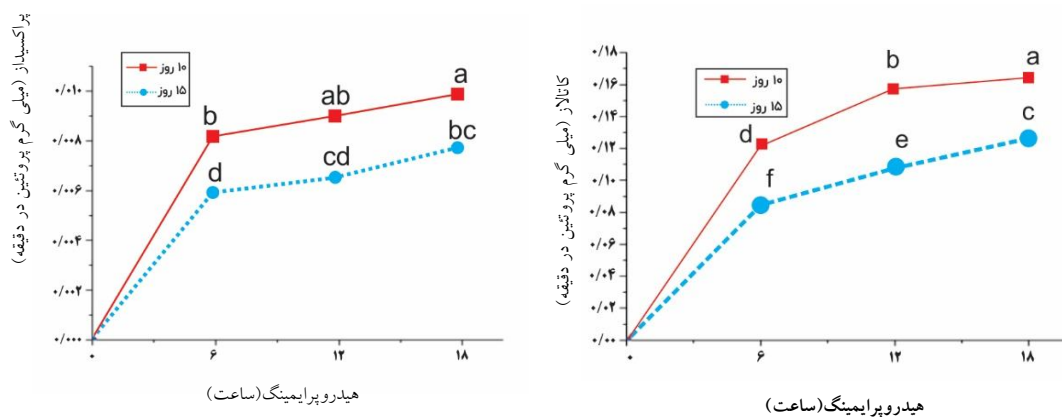 پراکسیداز (میلی گرم پروتئین در دقیقه)
۱۰ روز
۱۵ روز
۰/۰۱۰
۰/۰۰۸
۰/۰۰۶
۰/۰۰۴
۰/۰۰۲
۰/۰۰۰
b
ab
a
d
cd
bc
۰ ۶ ۱۲ ۱۸
هیدروپرایمینگ(ساعت)
کاتالاز (میلی گرم پروتئین در دقیقه)
۱۰ روز
۱۵ روز
۰/۱۸
۰/۱۶
۰/۱۴
۰/۱۲
۰/۱۰
۰/۰۸
۰/۰۶
۰/۰۴
۰/۰۲
۰/۰۰
d
b
a
f
e
c
۰ ۶ ۱۲ ۱۸
هیدروپرایمینگ(ساعت)